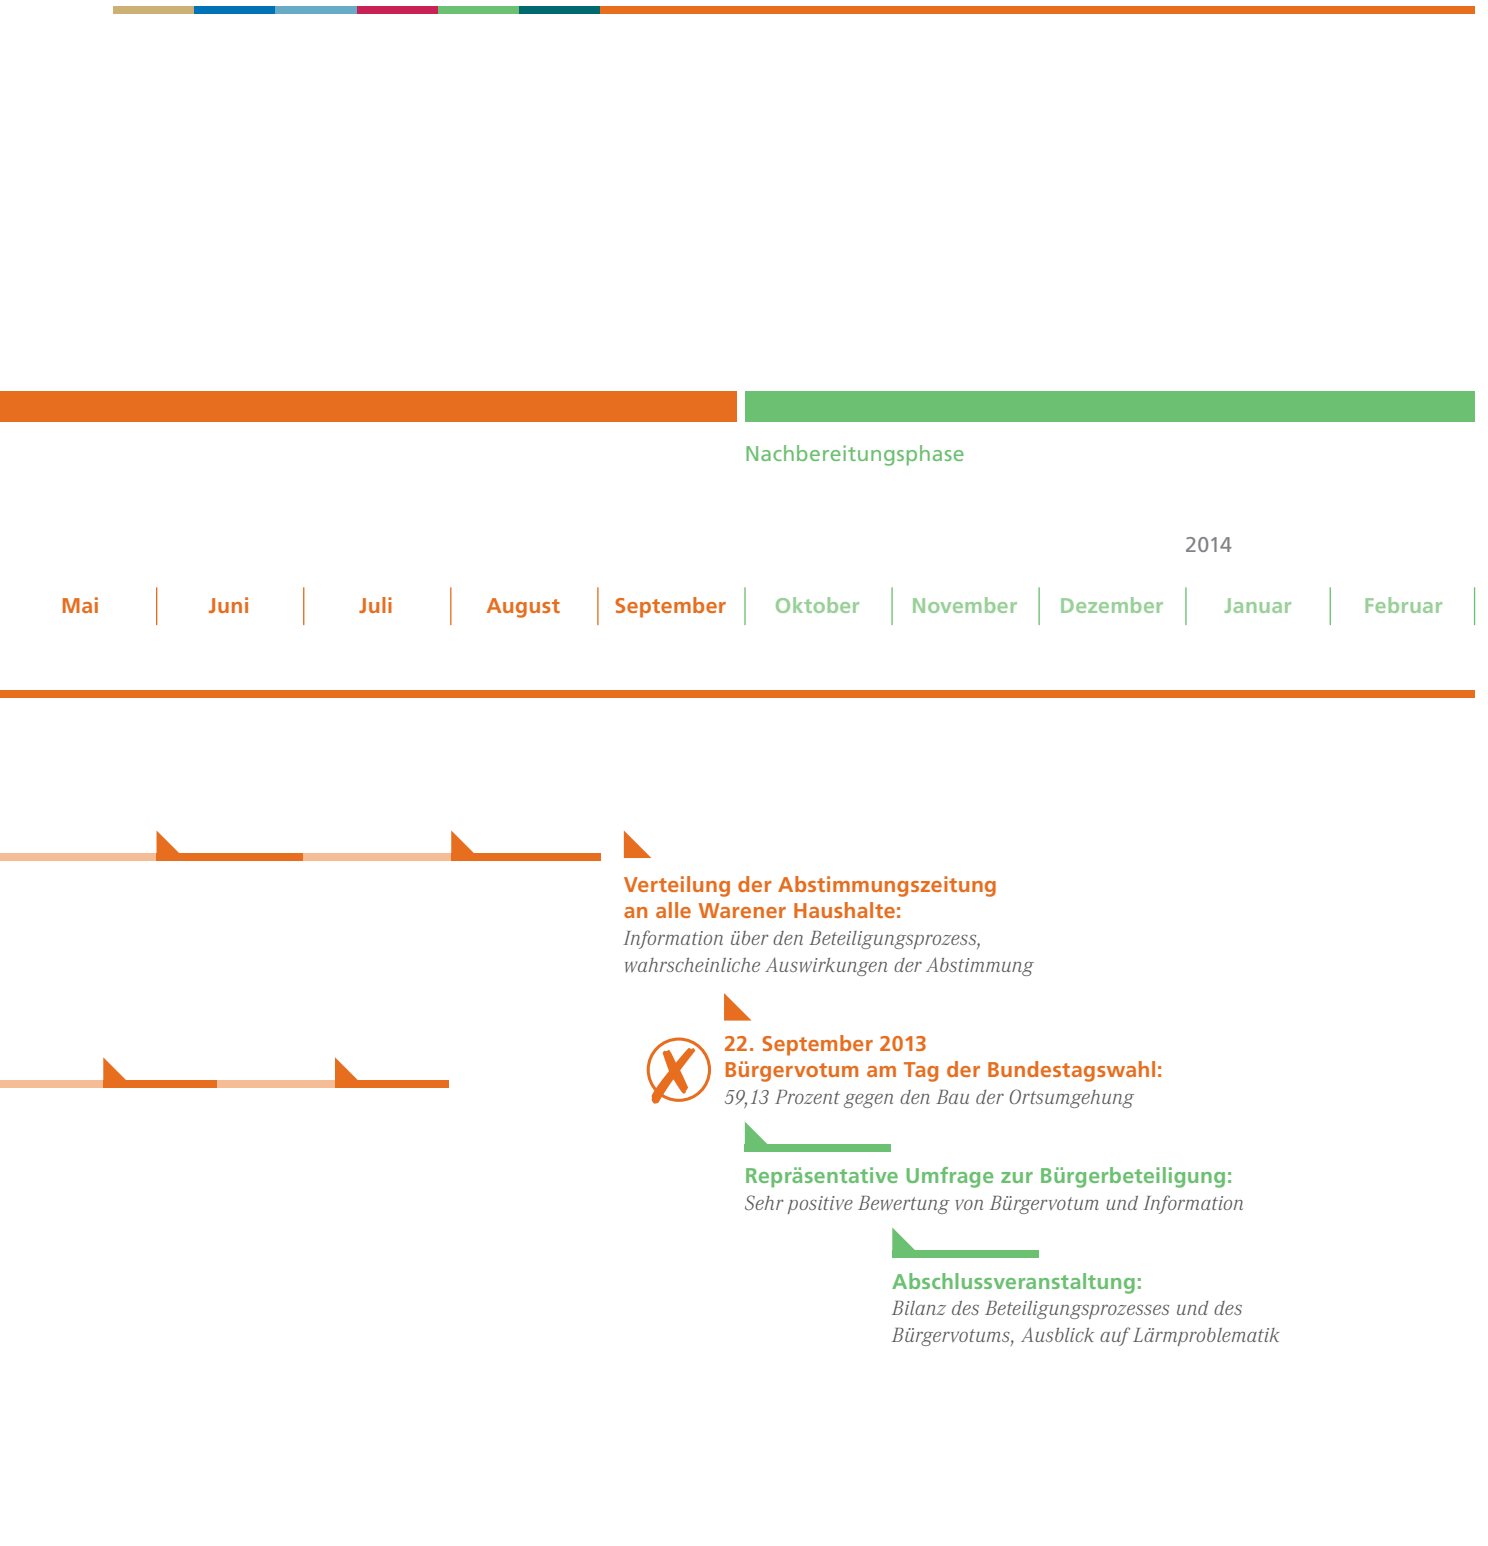 Nachbereitungsphase
2014
Mai Juni Juli August September Oktober November Dezember Januar Februar
Verteilung der Abstimmungszeitung
an alle Warener Haushalte:
Information über den Beteiligungsprozess,
wahrscheinliche Auswirkungen der Abstimmung
22. September 2013
Bürgervotum am Tag der Bundestagswahl:
59,13 Prozent gegen den Bau der Ortsumgehung
Repräsentative Umfrage zur Bürgerbeteiligung:
Sehr positive Bewertung von Bürgervotum und Information
Abschlussveranstaltung:
Bilanz des Beteiligungsprozesses und des
Bürgervotums, Ausblick auf Lärmproblematik